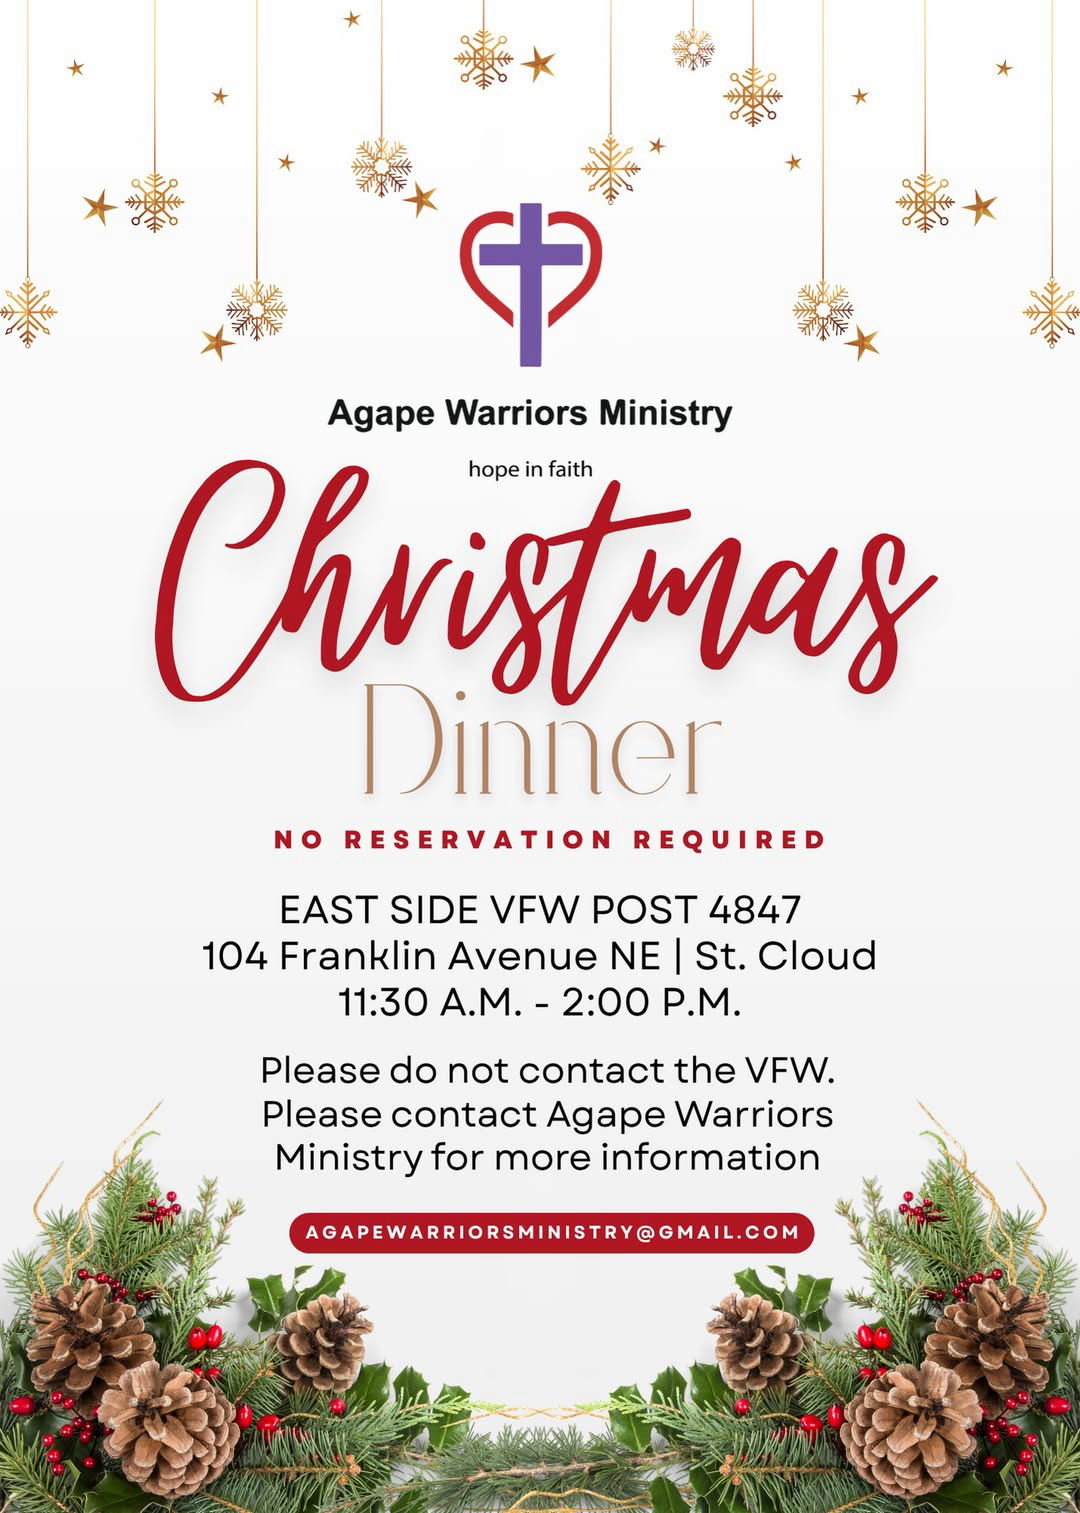 Agape Warriors Ministry
hope in faith
Christmas
Dinner
NO RESERVATION REQUIRED
EAST SIDE VFW POST 4847
104 Franklin Avenue NE | St. Cloud
11:30 A.M. - 2:00 P.M.
Please do not contact the VFW.
Please contact Agape Warriors
Ministry for more information
AGAPEWARRIORSMINISTRY@GMAIL.COM